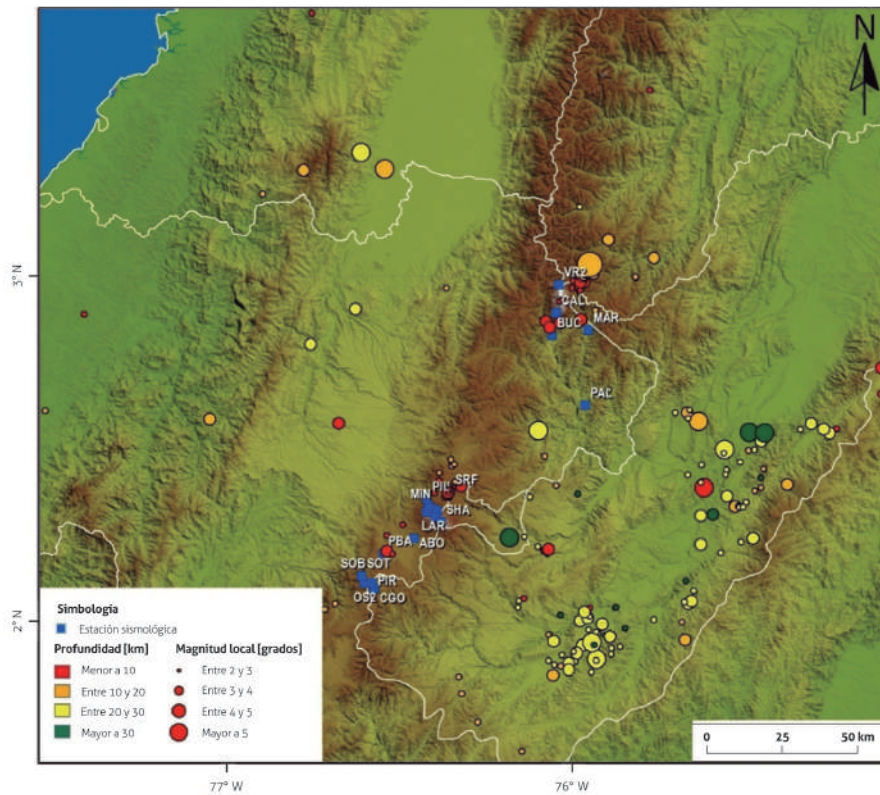 N
3° N
2° N
77° W
76° W
VR2
CAL
BUC
MAR
PAL
MIN
PIL
SRF
SHA
LAR
PBA
ABO
SOB
SOT
PIR
OS2
CGO
Simbología
Estación sismológica
Profundidad [km]
Menor a 10
Entre 10 y 20
Entre 20 y 30
Mayor a 30
Magnitud local [grados]
Entre 2 y 3
Entre 3 y 4
Entre 4 y 5
Mayor a 5
0
25
50 km